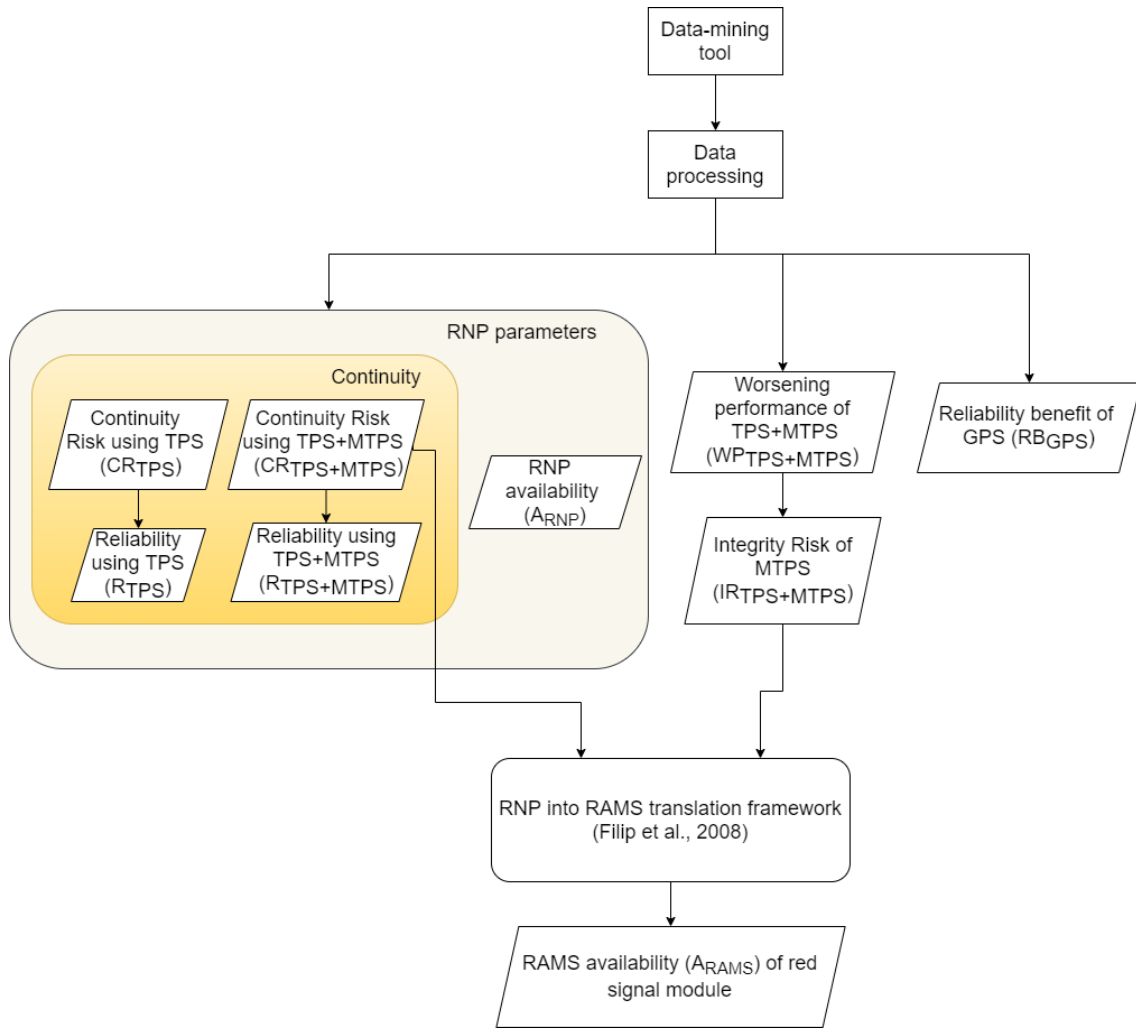 Data-mining
tool
Data
processing
RNP parameters
Continuity
Continuity
Risk using TPS
(CRTPS)
Continuity Risk
using TPS+MTPS
(CRTPS+MTPS)
Reliability
using TPS
(RTPS)
Reliability using
TPS+MTPS
(RTPS+MTPS)
RNP
availability
(ARNP)
Worsening
performance of
TPS+MTPS
(WPTPS+MTPS)
Reliability benefit of
GPS (RBGPS)
Integrity Risk of
MTPS
(IRTPS+MTPS)
RNP into RAMS translation framework
(Filip et al., 2008)
RAMS availability (ARAMS) of red
signal module